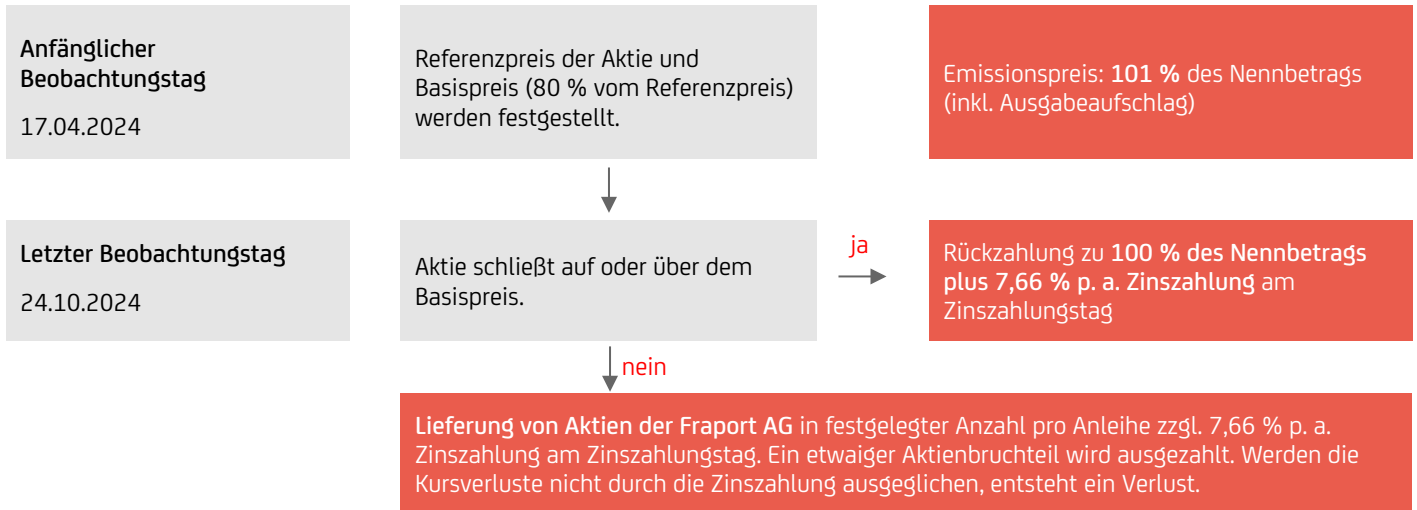 Anfänglicher
Beobachtungstag
17.04.2024
Referenzpreis der Aktie und
Basispreis (80 % vom Referenzpreis)
werden festgestellt.
Emissionspreis: 101 % des Nennbetrags
(inkl. Ausgabeaufschlag)
Letzter Beobachtungstag
24.10.2024
Aktie schließt auf oder über dem
Basispreis.
ja
Rückzahlung zu 100 % des Nennbetrags
plus 7,66 % p. a. Zinszahlung am
Zinszahlungstag
nein
Lieferung von Aktien der Fraport AG in festgelegter Anzahl pro Anleihe zzgl. 7,66 % p. a.
Zinszahlung am Zinszahlungstag. Ein etwaiger Aktienbruchteil wird ausgezahlt. Werden die
Kursverluste nicht durch die Zinszahlung ausgeglichen, entsteht ein Verlust.